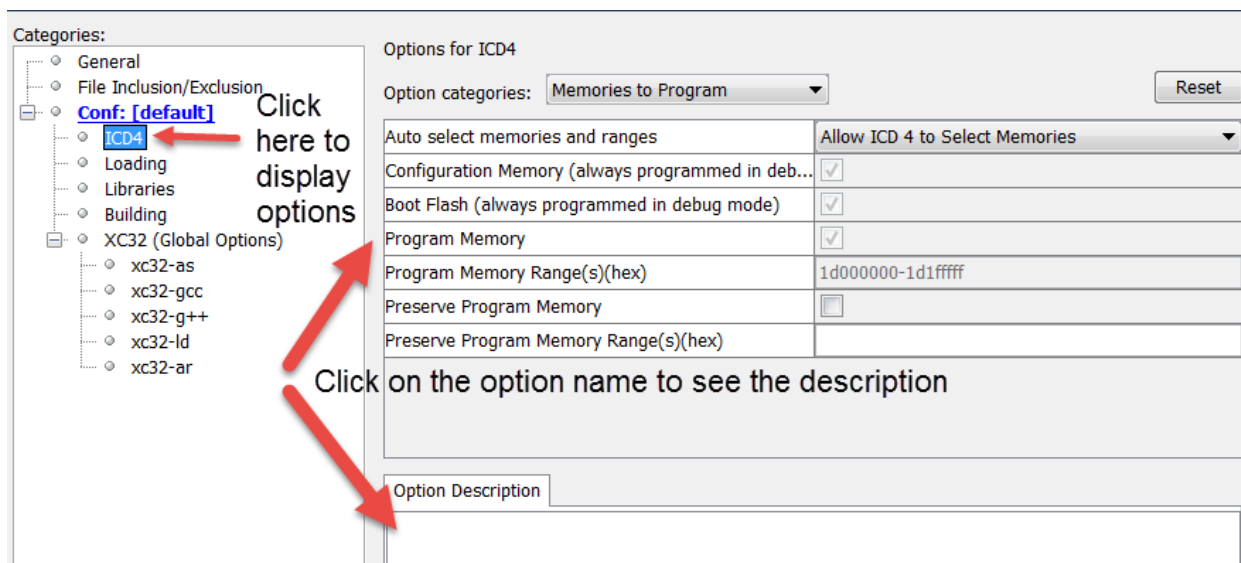 Categories:
General
File Inclusion/Exclusion
Conf: [default]
ICD4
Loading
Libraries
Building
XC32 (Global Options)
xc32-as
xc32-gcc
xc32-g++
xc32-ld
xc32-ar
Click
here to
display
options
Options for ICD4
Option categories: Memories to Program Reset
Auto select memories and ranges Allow ICD 4 to Select Memories
Configuration Memory (always programmed in deb...
Boot Flash (always programmed in debug mode)
Program Memory
Program Memory Range(s)(hex) 1d000000-1d1fffff
Preserve Program Memory
Preserve Program Memory Range(s)(hex)
Click on the option name to see the description
Option Description